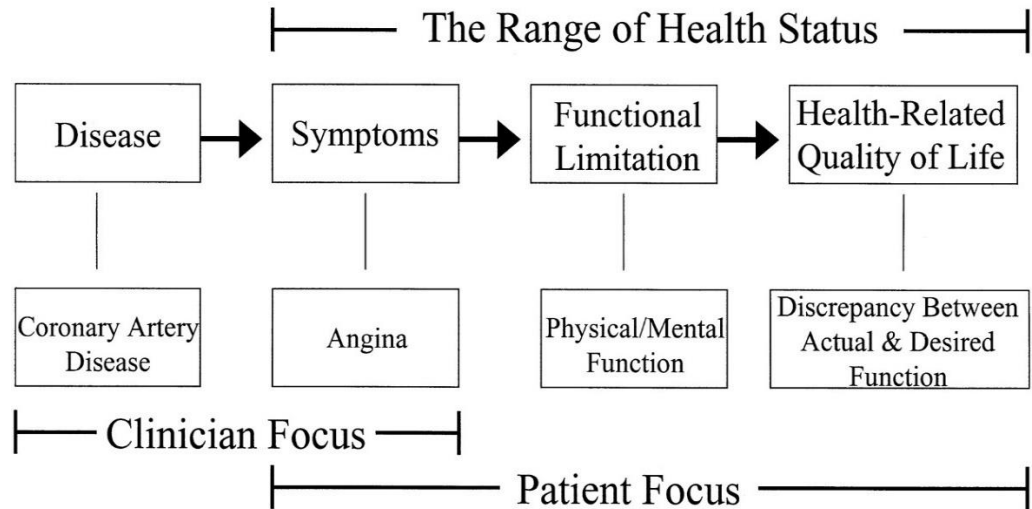 The Range of Health Status
Disease
Symptoms
Functional
Limitation
Health-Related
Quality of Life
Coronary Artery
Disease
Angina
Physical/Mental
Function
Discrepancy Between
Actual & Desired
Function
Clinician Focus
Patient Focus